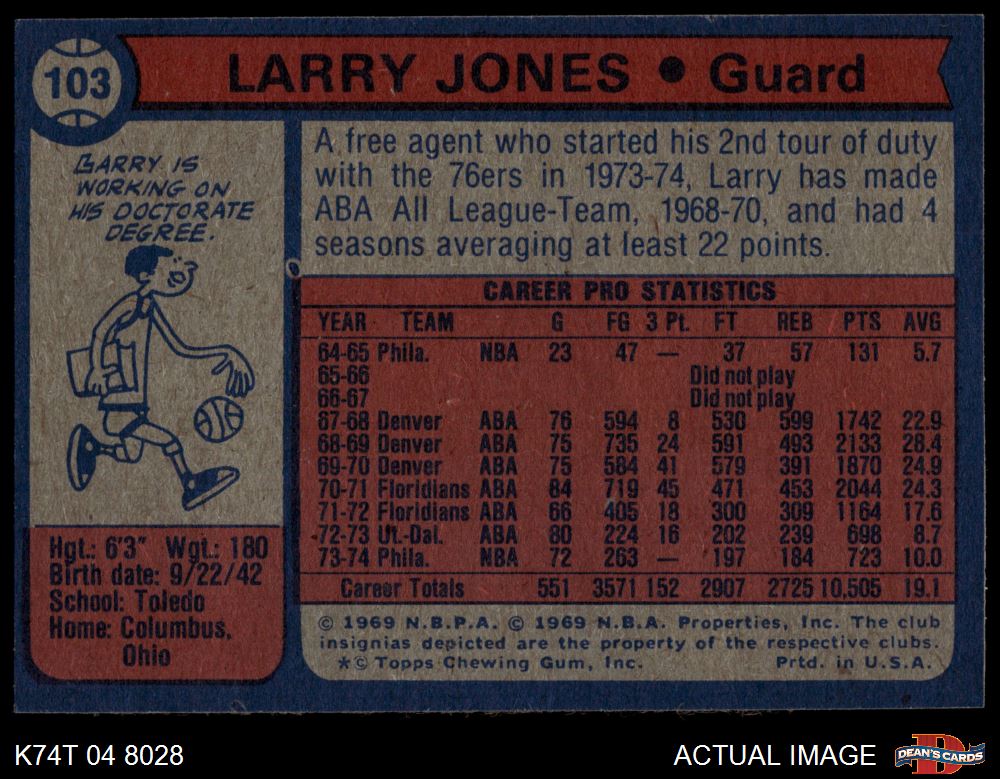 103
LARRY JONES • Guard
LARRY IS
WORKING ON
HIS DOCTORATE
DEGREE.
A free agent who started his 2nd tour of duty
with the 76ers in 1973-74, Larry has made
ABA All League-Team, 1968-70, and had 4
seasons averaging at least 22 points.
CAREER PRO STATISTICS
YEAR TEAM G FG 3 Pt. FT REB PTS AVG
64-65 Phila. NBA 23 47 — 37 57 131 5.7
65-66 Did not play
66-67 Did not play
67-68 Denver ABA 76 594 8 530 599 1742 22.9
68-69 Denver ABA 75 735 24 591 493 2133 28.4
69-70 Denver ABA 75 584 41 579 391 1870 24.9
70-71 Floridians ABA 84 719 45 471 453 2044 24.3
71-72 Floridians ABA 66 405 18 300 309 1164 17.6
72-73 Ut.-Dal. ABA 80 224 16 202 239 698 8.7
73-74 Phila. NBA 72 263 — 197 184 723 10.0
Career Totals 551 3571 152 2907 2725 10,505 19.1
Hgt.: 6'3" Wgt.: 180
Birth date: 9/22/42
School: Toledo
Home: Columbus,
Ohio
© 1969 N.B.P.A. © 1969 N.B.A. Properties, Inc. The club
insignias depicted are the property of the respective clubs.
*© Topps Chewing Gum, Inc. Prtd. in U.S.A.
K74T 04 8028
ACTUAL IMAGE
DEAN'S CARDS